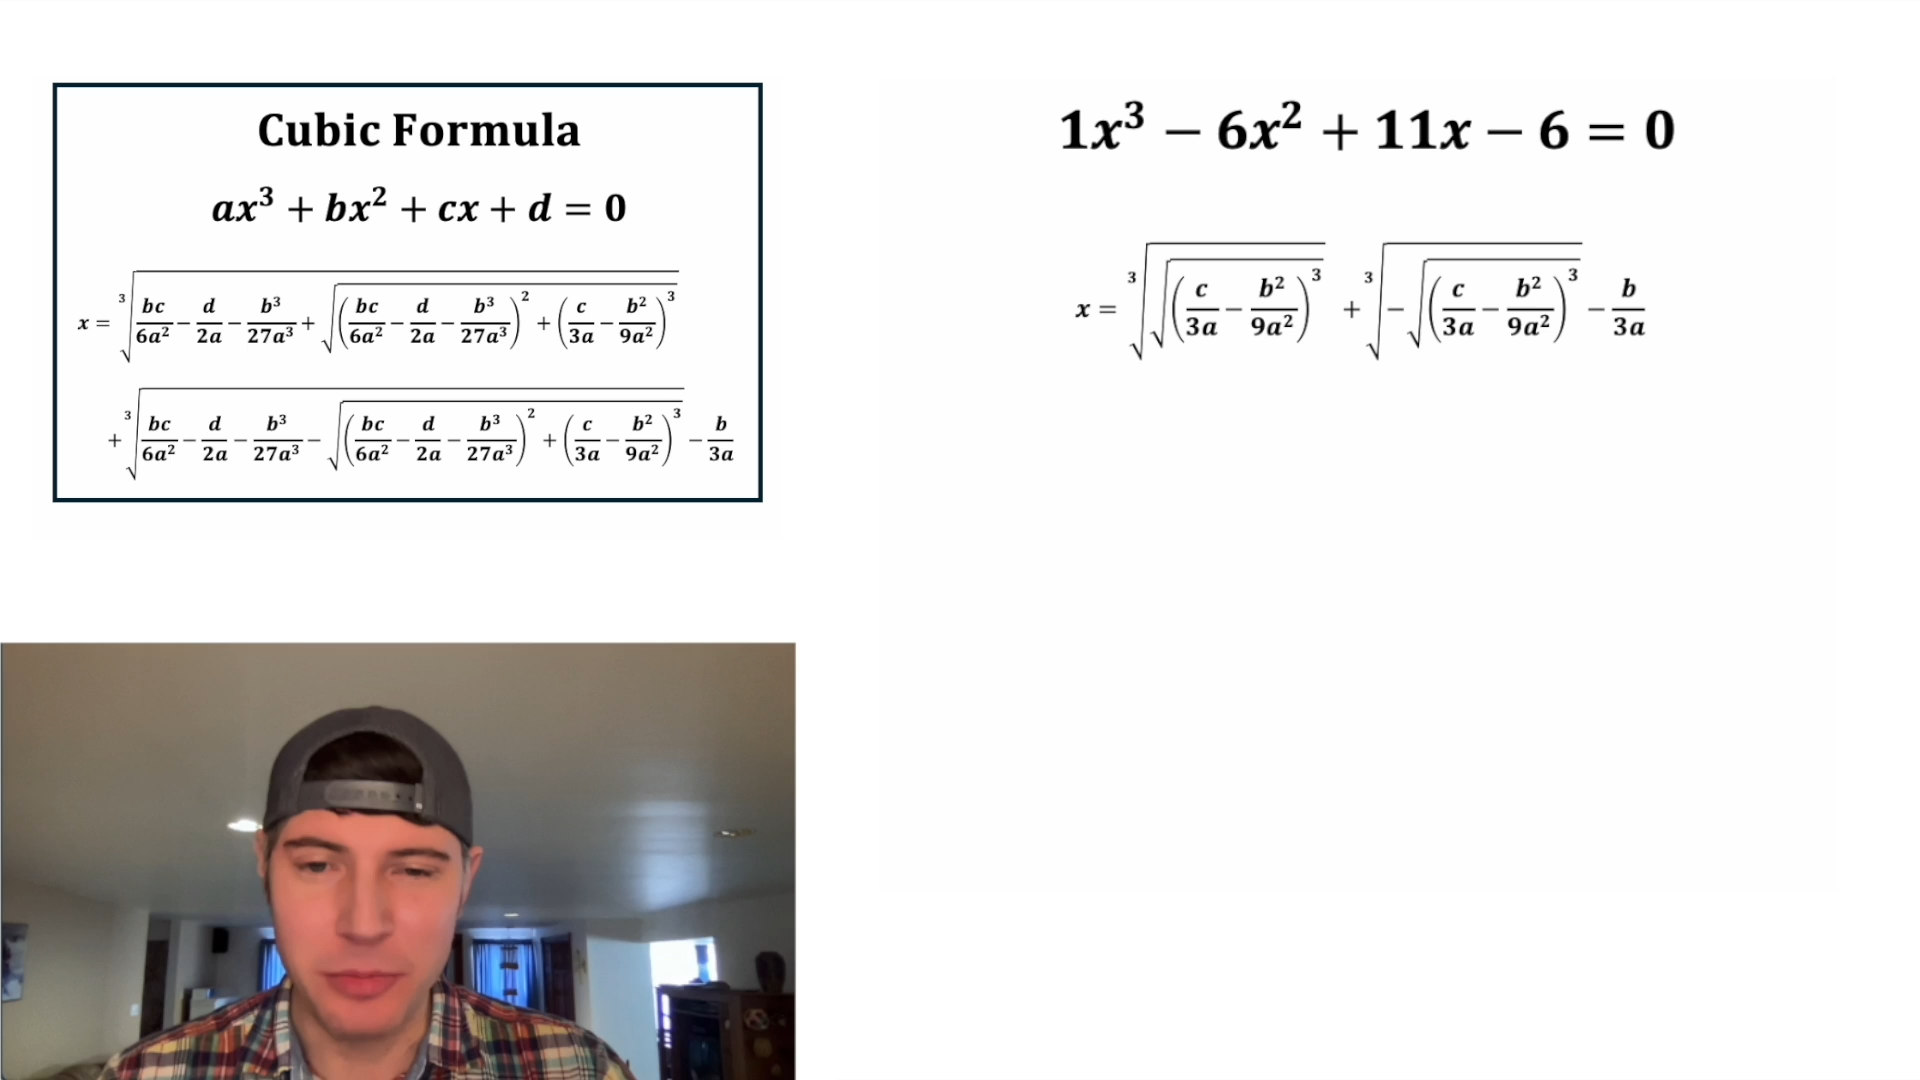 Cubic Formula
ax³ + bx² + cx + d = 0
x = ∛(bc/6a² − d/2a − b³/27a³ + √((bc/6a² − d/2a − b³/27a³)² + (c/3a − b²/9a²)³))
+ ∛(bc/6a² − d/2a − b³/27a³ − √((bc/6a² − d/2a − b³/27a³)² + (c/3a − b²/9a²)³)) − b/3a
1x³ − 6x² + 11x − 6 = 0
x = ∛(√((c/3a − b²/9a²)³)) + ∛(−√((c/3a − b²/9a²)³)) − b/3a